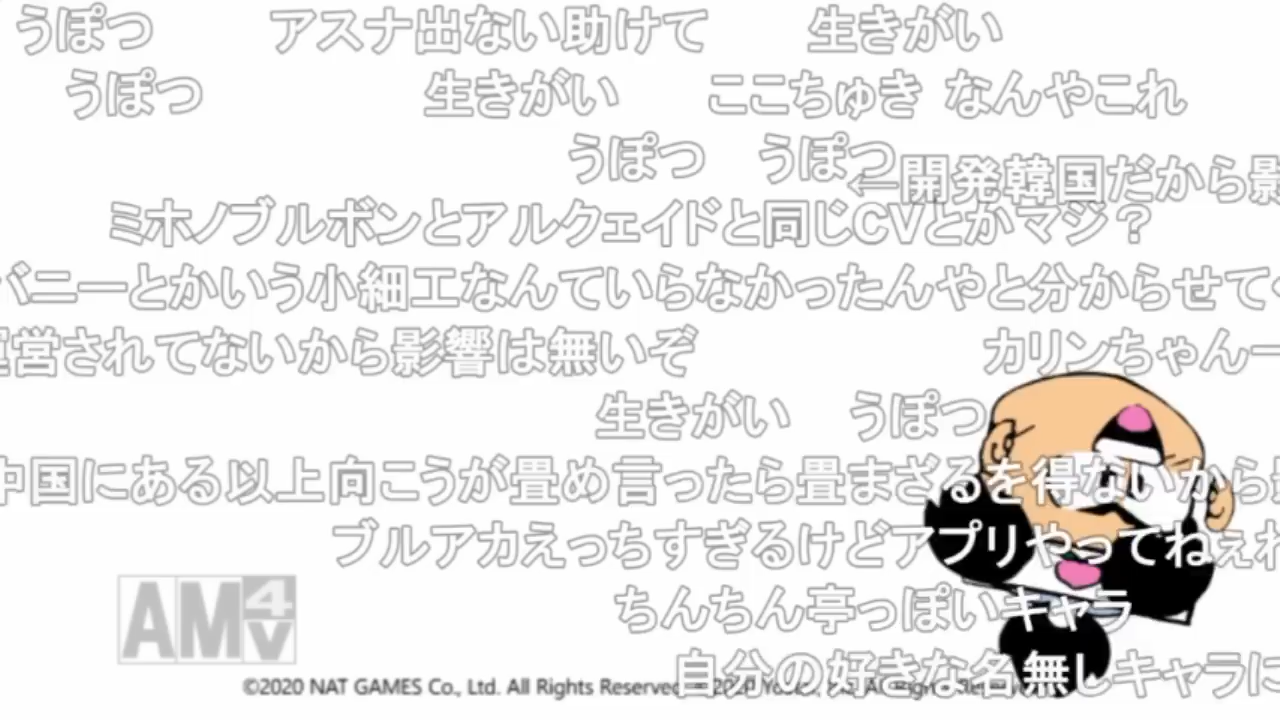 うぽつ アスナ出ない助けて 生きがい
うぽつ 生きがい ここちゅき なんやこれ
うぽつ うぽつ
←開発韓国だから影
ミホノブルボンとアルクェイドと同じCVとかマジ？
バニーとかいう小細工なんていらなかったんやと分からせてく
運営されてないから影響は無いぞ カリンちゃんー
生きがい うぽつ
中国にある以上向こうが畳め言ったら畳まざるを得ないから
ブルアカえっちすぎるけどアプリやってねぇわ
ちんちん亭っぽいキャラ
AM4V
自分の好きな名無しキャラに
©2020 NAT GAMES Co., Ltd. All Rights Reserved. © 2020 Yostar, Inc. All Rights Reserved.